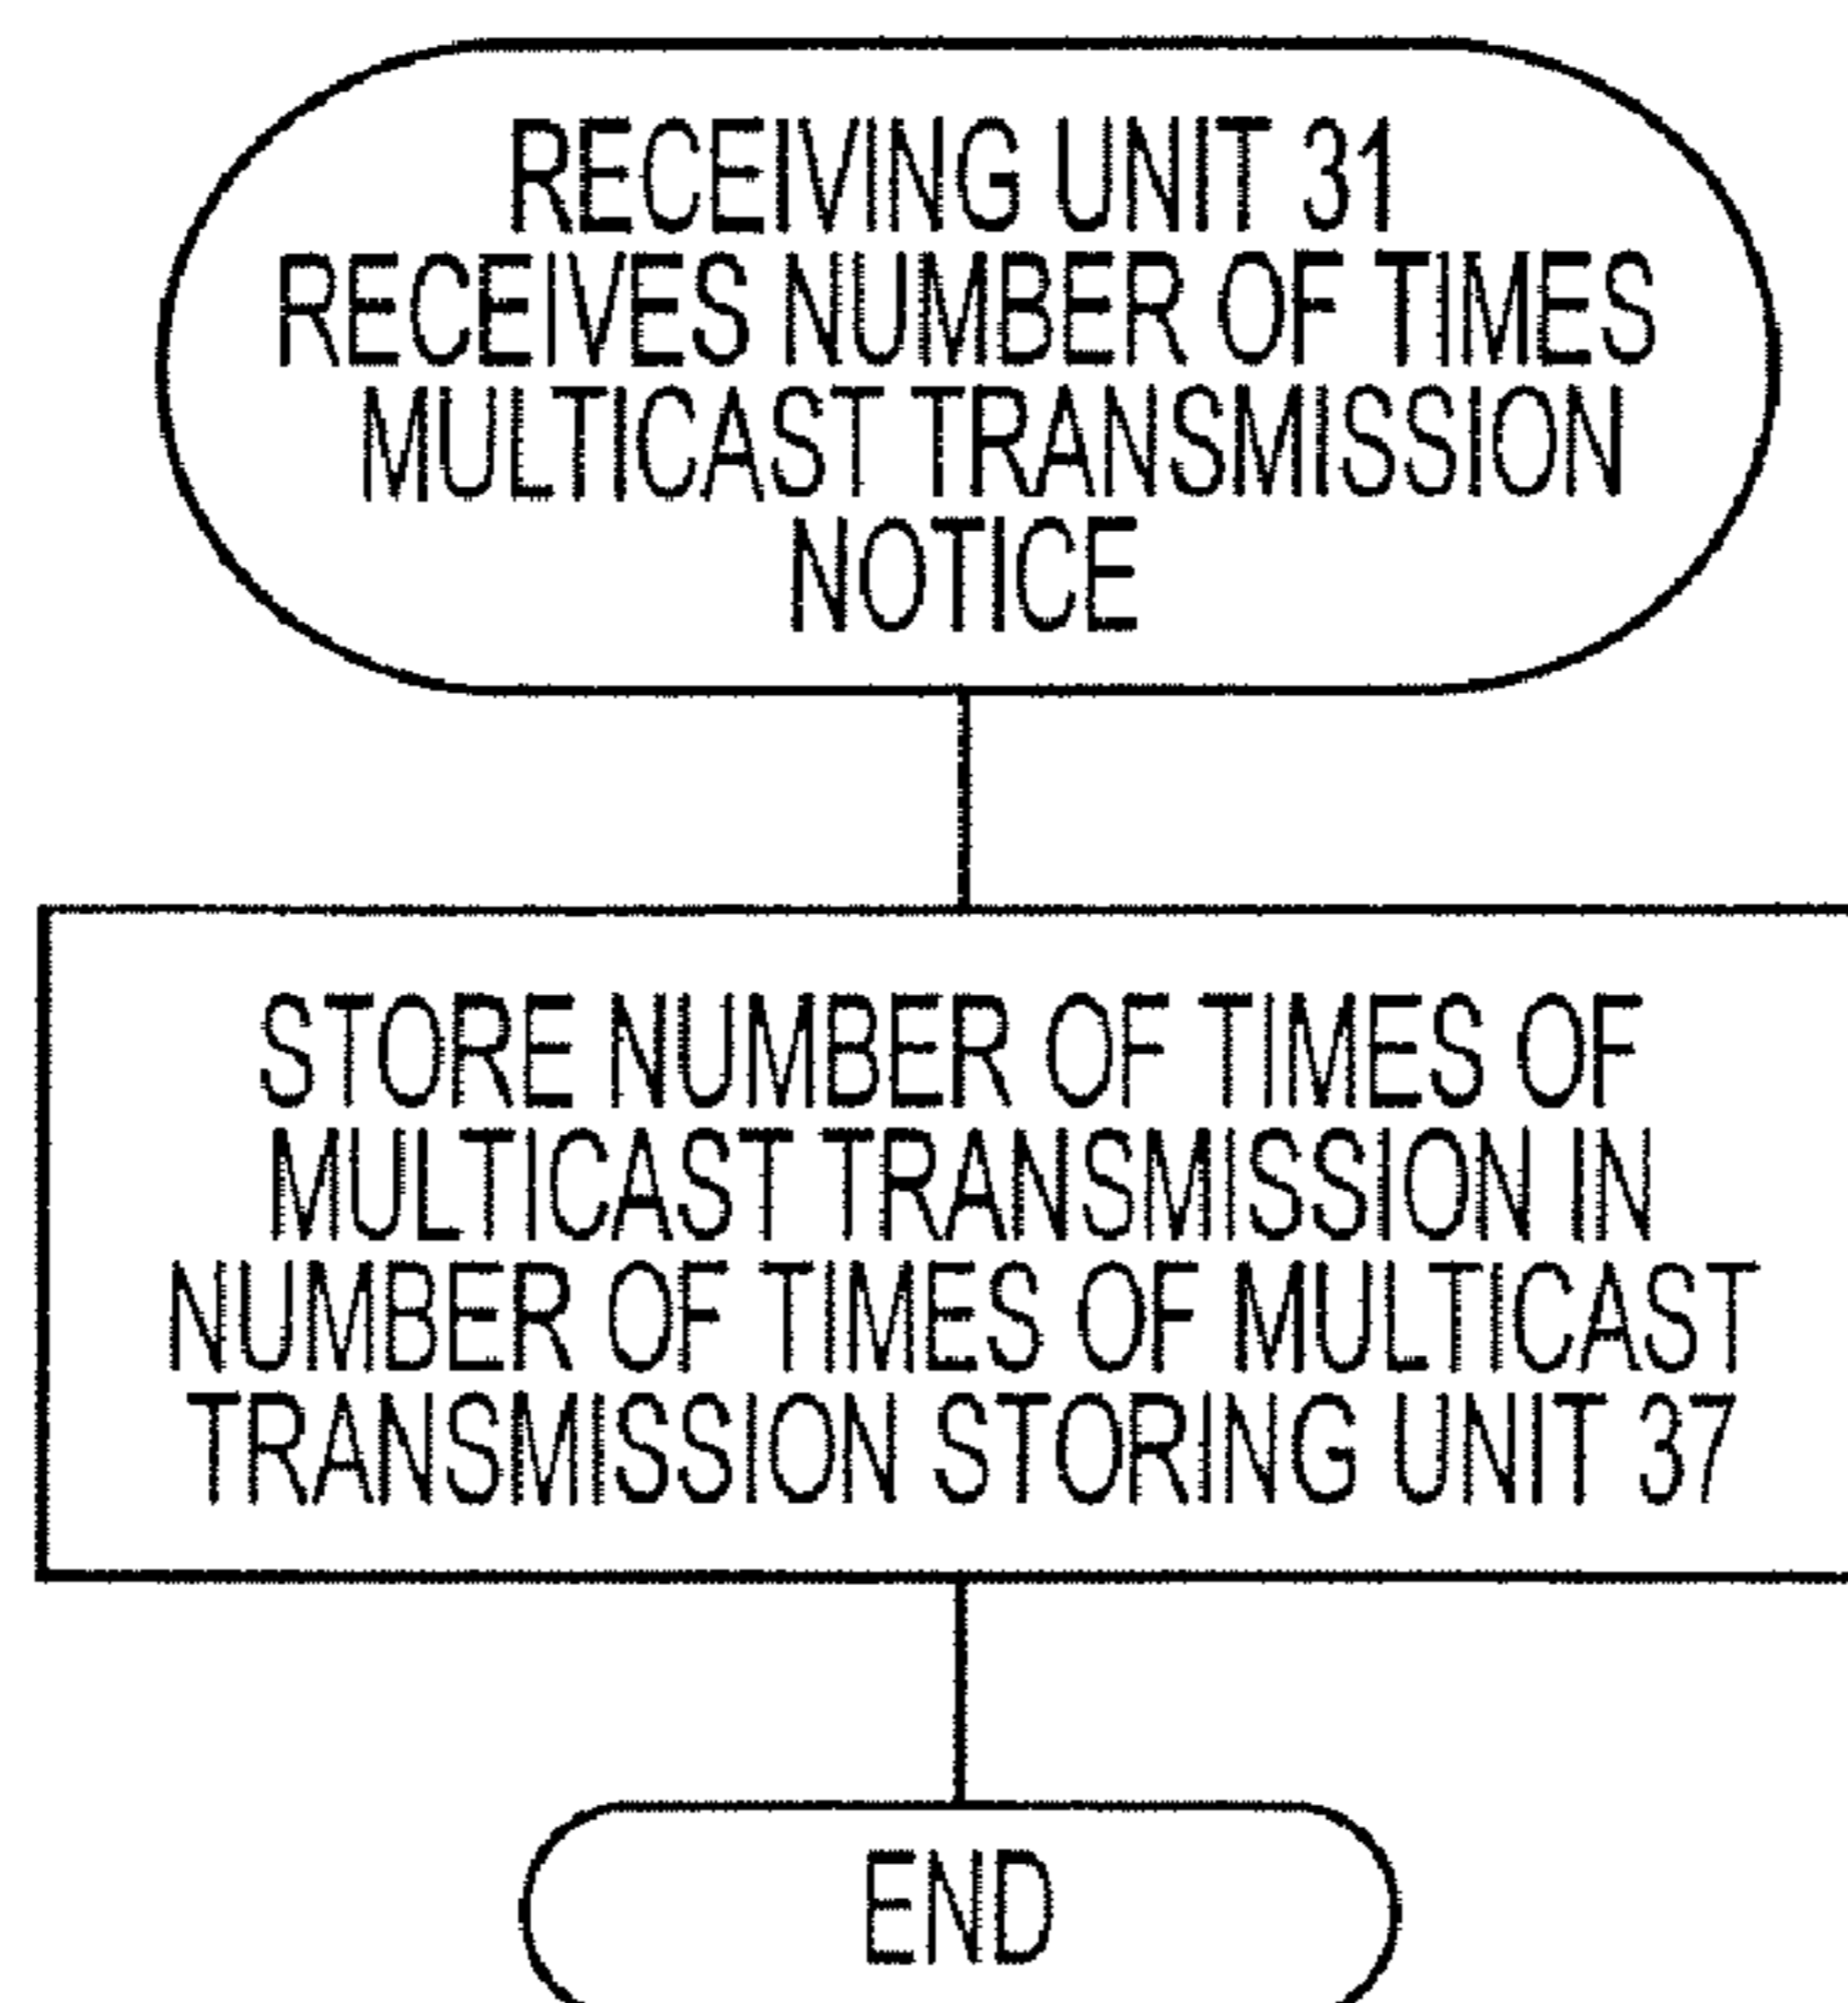 RECEIVING UNIT 31
RECEIVES NUMBER OF TIMES
MULTICAST TRANSMISSION
NOTICE
STORE NUMBER OF TIMES OF
MULTICAST TRANSMISSION IN
NUMBER OF TIMES OF MULTICAST
TRANSMISSION STORING UNIT 37
END